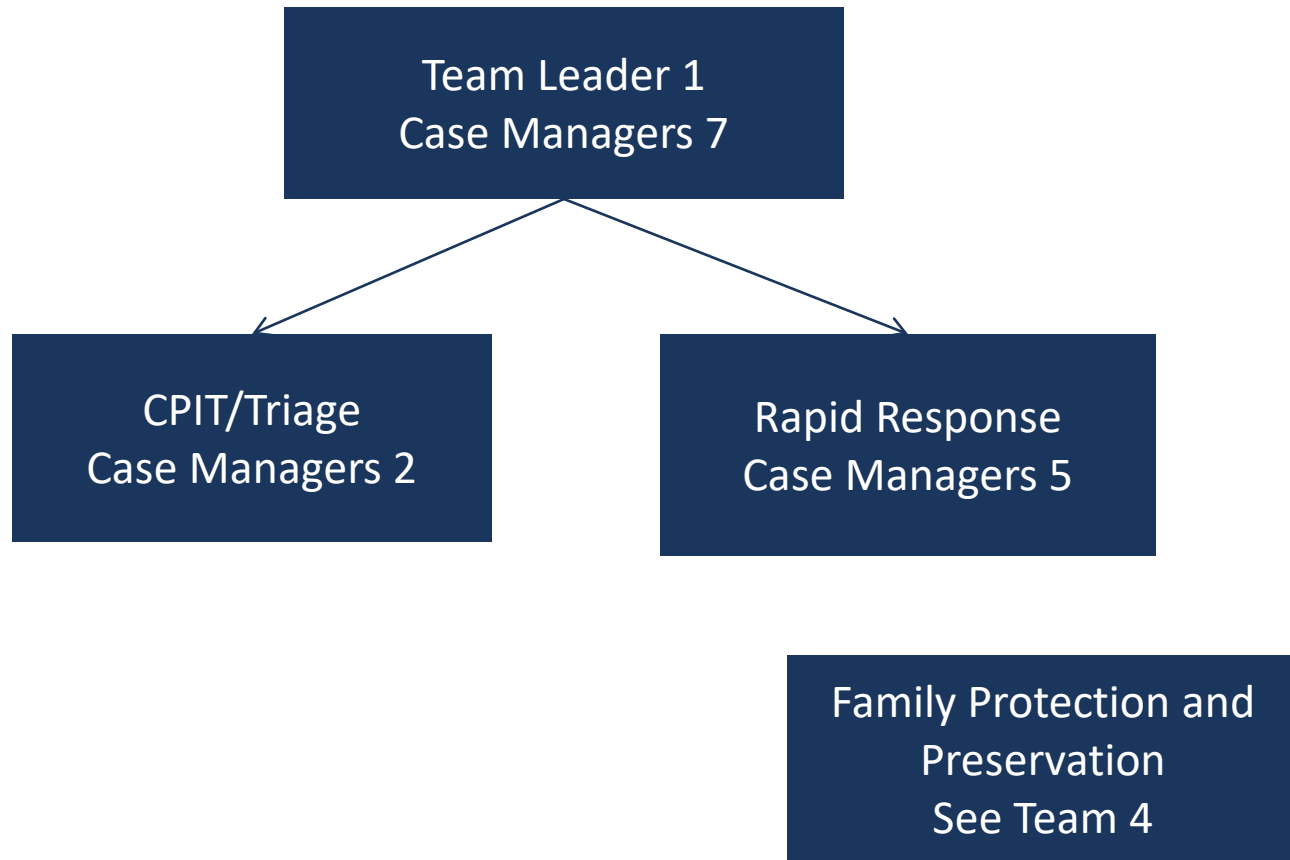 Team Leader 1
Case Managers 7
CPIT/Triage
Case Managers 2
Rapid Response
Case Managers 5
Family Protection and
Preservation
See Team 4